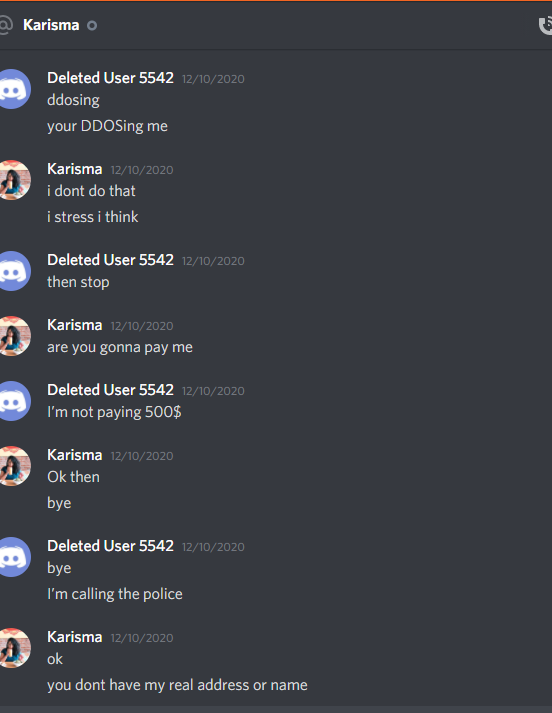 @ Karisma
Deleted User 5542 12/10/2020
ddosing
your DDOSing me
Karisma 12/10/2020
i dont do that
i stress i think
Deleted User 5542 12/10/2020
then stop
Karisma 12/10/2020
are you gonna pay me
Deleted User 5542 12/10/2020
I'm not paying 500$
Karisma 12/10/2020
Ok then
bye
Deleted User 5542 12/10/2020
bye
I'm calling the police
Karisma 12/10/2020
ok
you dont have my real address or name